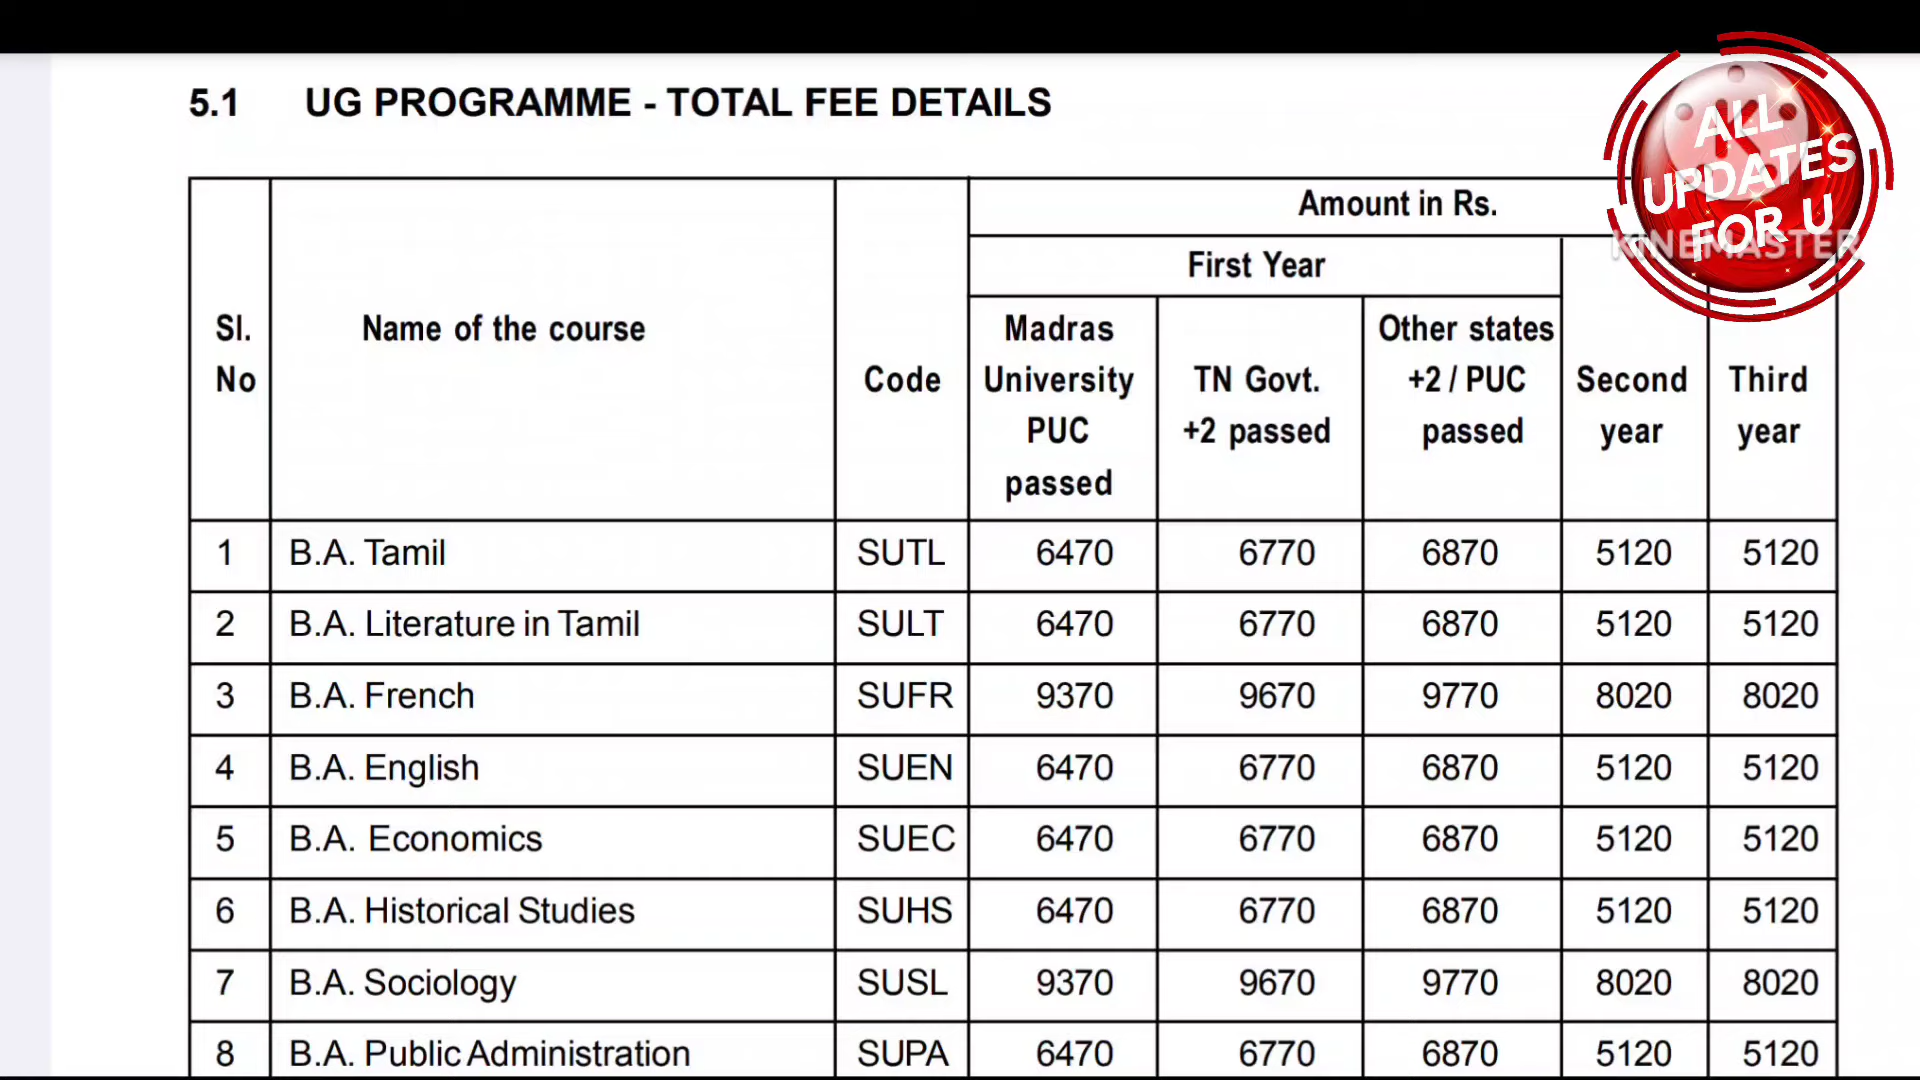 5.1 UG PROGRAMME - TOTAL FEE DETAILS
ALL
UPDATES
FOR U
KINEMASTER
Amount in Rs.
First Year
Sl.
No
Name of the course
Code
Madras
University
PUC
passed
TN Govt.
+2 passed
Other states
+2 / PUC
passed
Second
year
Third
year
1 B.A. Tamil SUTL 6470 6770 6870 5120 5120
2 B.A. Literature in Tamil SULT 6470 6770 6870 5120 5120
3 B.A. French SUFR 9370 9670 9770 8020 8020
4 B.A. English SUEN 6470 6770 6870 5120 5120
5 B.A. Economics SUEC 6470 6770 6870 5120 5120
6 B.A. Historical Studies SUHS 6470 6770 6870 5120 5120
7 B.A. Sociology SUSL 9370 9670 9770 8020 8020
8 B.A. Public Administration SUPA 6470 6770 6870 5120 5120